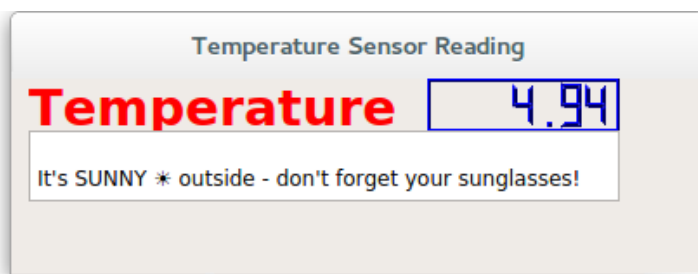 Temperature Sensor Reading
Temperature 4.94
It's SUNNY ☀ outside - don't forget your sunglasses!